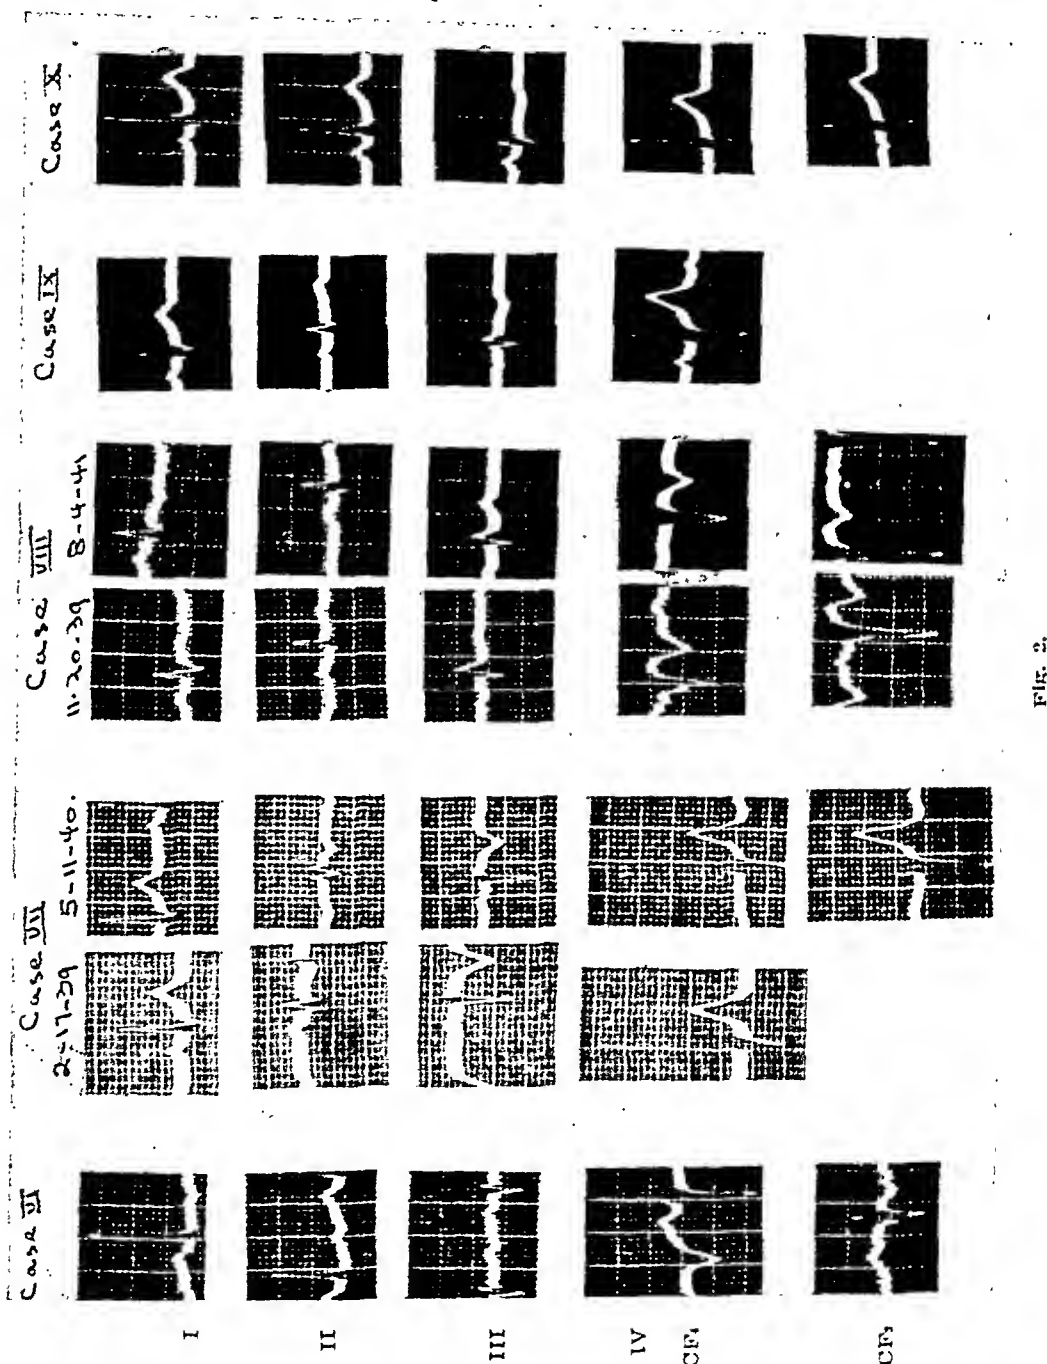 Case VI
Case VII
2-17-39
5-11-40.
Case VIII
11-20-39
8-4-41
Case IX
Case X
I
II
III
IV
CF₄
CF₂
Fig. 2.